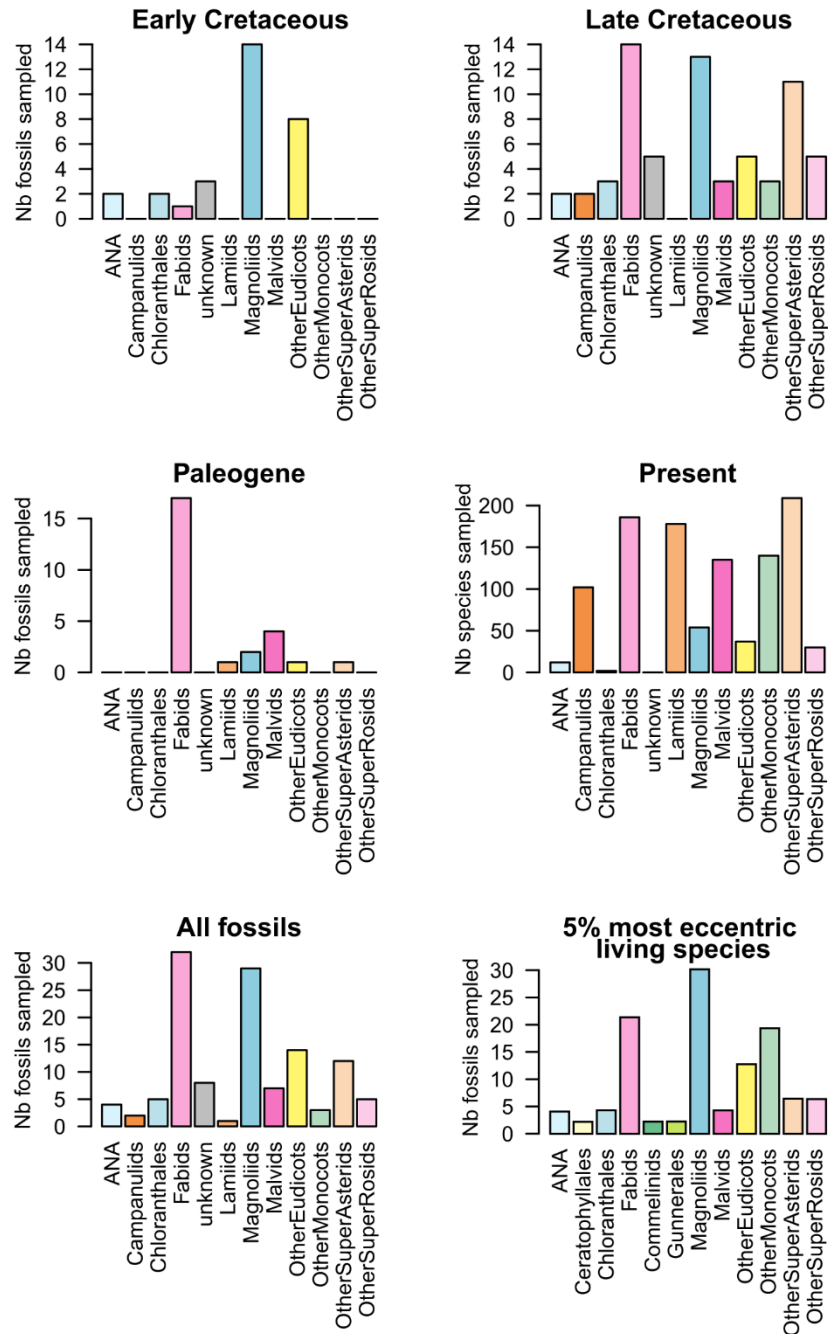 Early Cretaceous
Nb fossils sampled
14
12
10
8
6
4
2
0
ANA
Campanulids
Chloranthales
Fabids
unknown
Lamiids
Magnoliids
Malvids
OtherEudicots
OtherMonocots
OtherSuperAsterids
OtherSuperRosids
Late Cretaceous
Nb fossils sampled
14
12
10
8
6
4
2
0
ANA
Campanulids
Chloranthales
Fabids
unknown
Lamiids
Magnoliids
Malvids
OtherEudicots
OtherMonocots
OtherSuperAsterids
OtherSuperRosids
Paleogene
Nb fossils sampled
15
10
5
0
ANA
Campanulids
Chloranthales
Fabids
unknown
Lamiids
Magnoliids
Malvids
OtherEudicots
OtherMonocots
OtherSuperAsterids
OtherSuperRosids
Present
Nb species sampled
200
150
100
50
0
ANA
Campanulids
Chloranthales
Fabids
unknown
Lamiids
Magnoliids
Malvids
OtherEudicots
OtherMonocots
OtherSuperAsterids
OtherSuperRosids
All fossils
Nb fossils sampled
30
25
20
15
10
5
0
ANA
Campanulids
Chloranthales
Fabids
unknown
Lamiids
Magnoliids
Malvids
OtherEudicots
OtherMonocots
OtherSuperAsterids
OtherSuperRosids
5% most eccentric
living species
Nb fossils sampled
30
25
20
15
10
5
0
ANA
Ceratophyllales
Chloranthales
Fabids
Commelinids
Gunnerales
Magnoliids
Malvids
OtherEudicots
OtherMonocots
OtherSuperAsterids
OtherSuperRosids